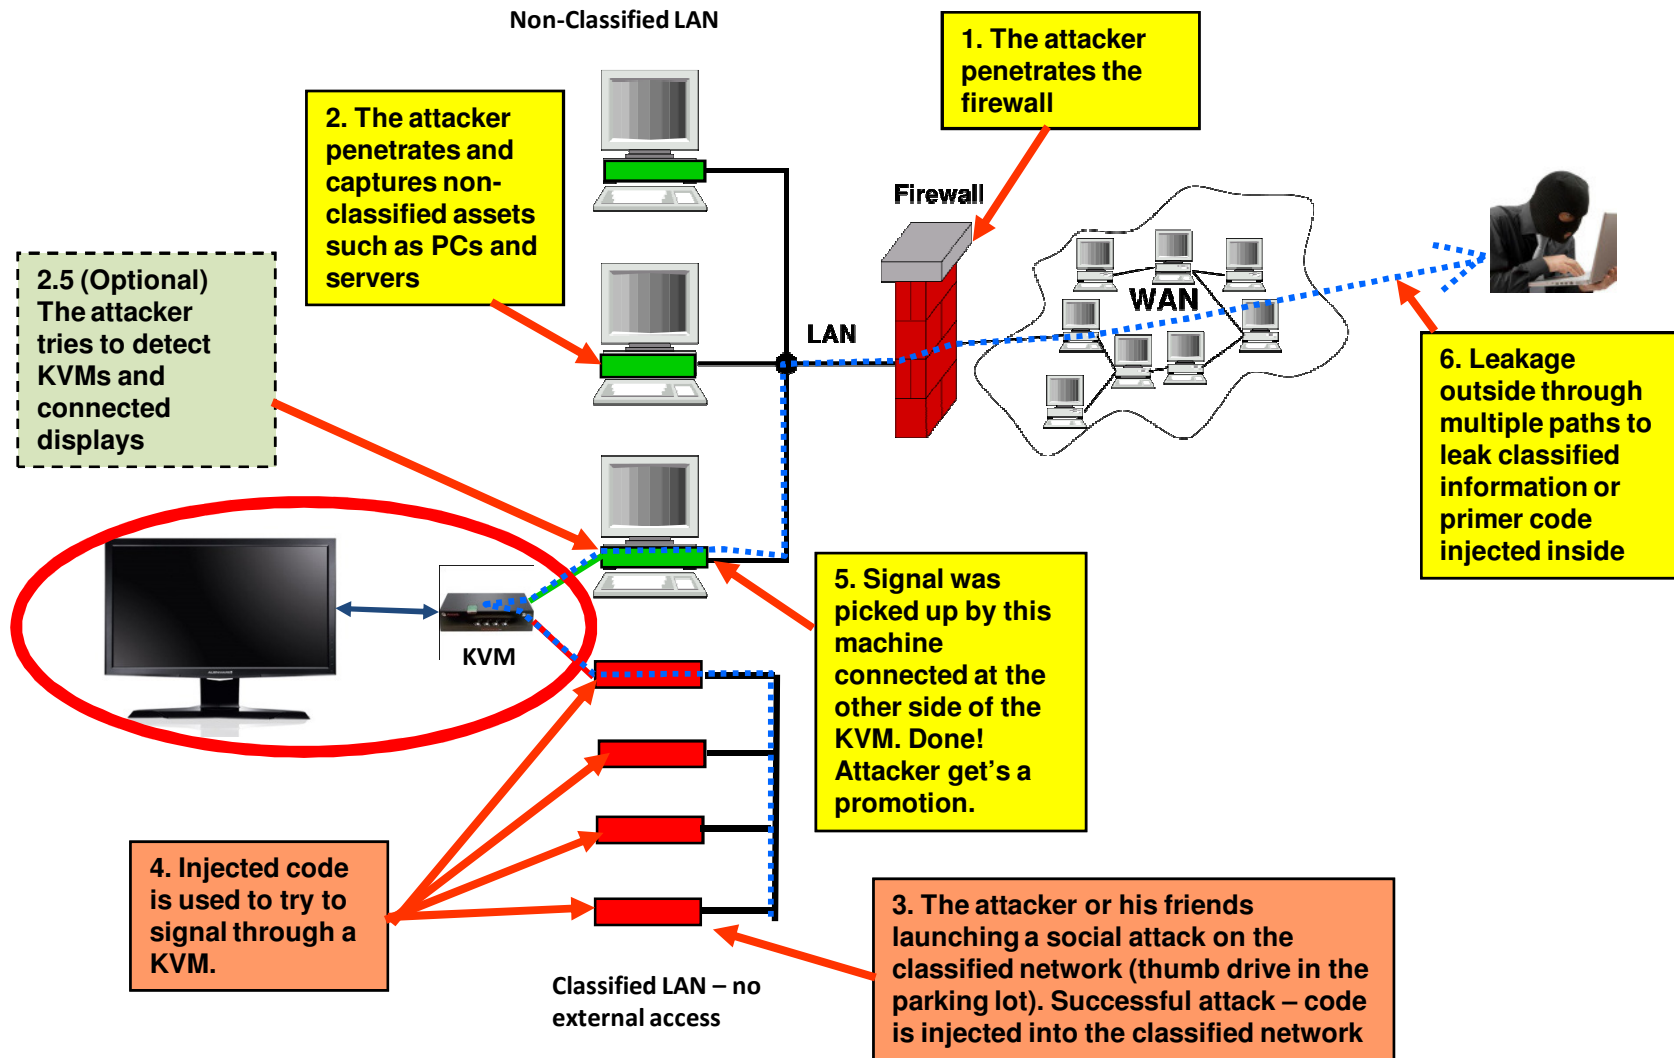 Non-Classified LAN
1. The attacker
penetrates the
firewall
2. The attacker
penetrates and
captures non-
classified assets
such as PCs and
servers
Firewall
2.5 (Optional)
The attacker
tries to detect
KVMs and
connected
displays
LAN
WAN
6. Leakage
outside through
multiple paths to
leak classified
information or
primer code
injected inside
5. Signal was
picked up by this
machine
connected at the
other side of the
KVM. Done!
Attacker get’s a
promotion.
KVM
4. Injected code
is used to try to
signal through a
KVM.
3. The attacker or his friends
launching a social attack on the
classified network (thumb drive in the
parking lot). Successful attack – code
is injected into the classified network
Classified LAN – no
external access